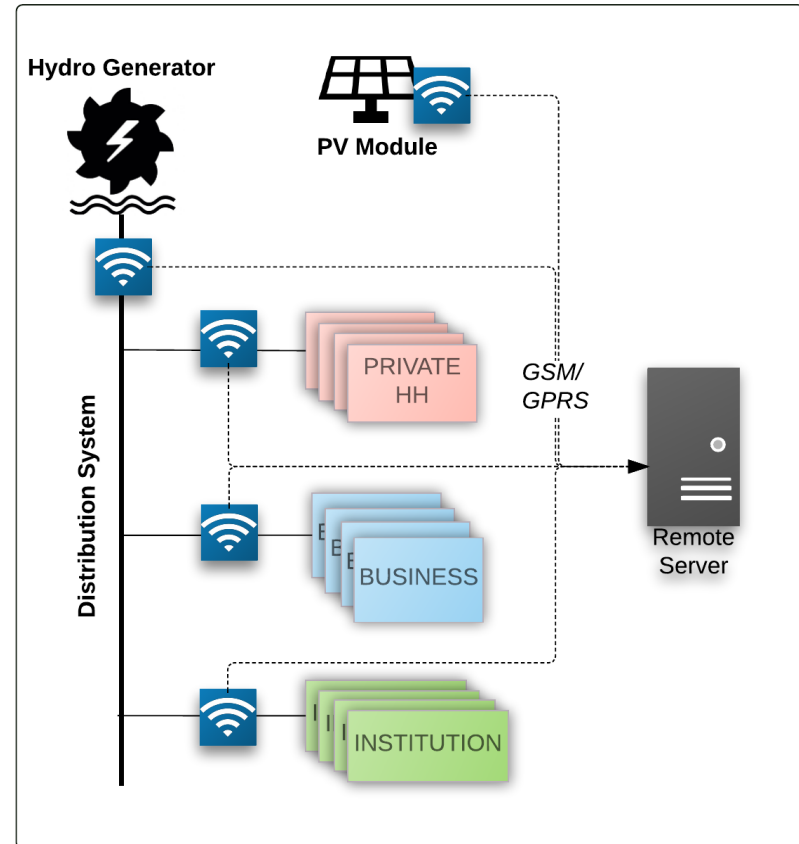 Hydro Generator
PV Module
PRIVATE
HH
GSM/
GPRS
Distribution System
B
B
B
BUSINESS
Remote
Server
I
I
I
INSTITUTION